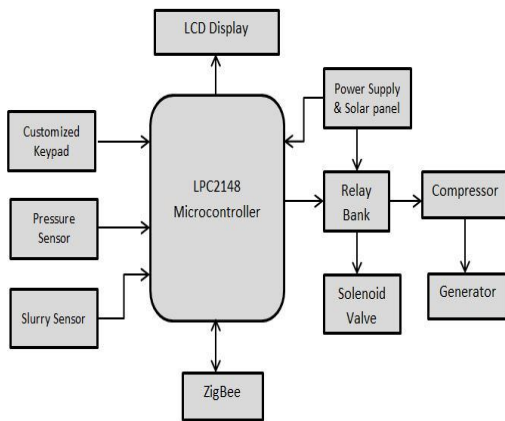 LCD Display
Power Supply
& Solar panel
Customized
Keypad
LPC2148
Microcontroller
Relay
Bank
Compressor
Pressure
Sensor
Slurry Sensor
Solenoid
Valve
Generator
ZigBee